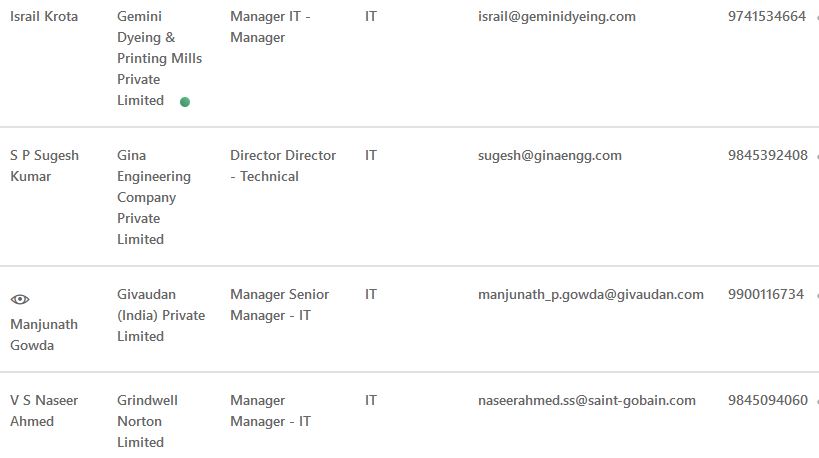 Israil Krota
Gemini
Dyeing &
Printing Mills
Private
Limited
Manager IT -
Manager
IT
israil@geminidyeing.com
9741534664
S P Sugesh
Kumar
Gina
Engineering
Company
Private
Limited
Director Director
- Technical
IT
sugesh@ginaengg.com
9845392408
Manjunath
Gowda
Givaudan
(India) Private
Limited
Manager Senior
Manager - IT
IT
manjunath_p.gowda@givaudan.com
9900116734
V S Naseer
Ahmed
Grindwell
Norton
Limited
Manager
Manager - IT
IT
naseerahmed.ss@saint-gobain.com
9845094060